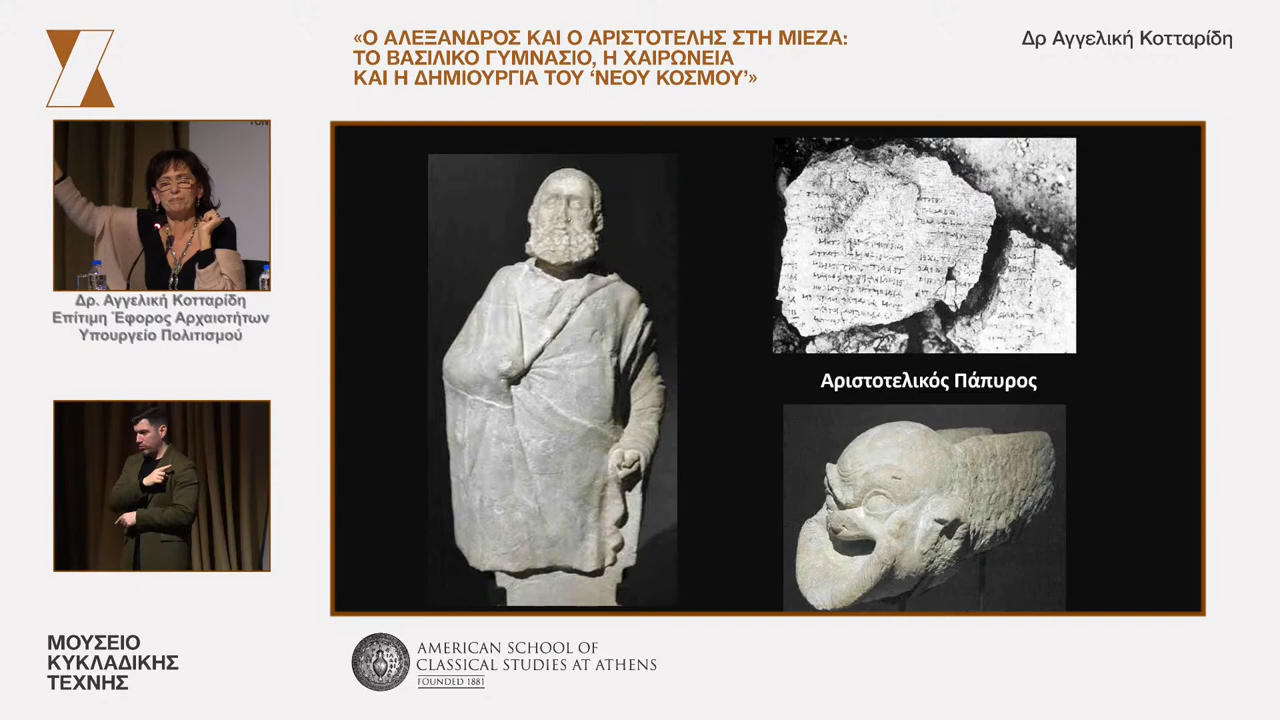 «Ο ΑΛΕΞΑΝΔΡΟΣ ΚΑΙ Ο ΑΡΙΣΤΟΤΕΛΗΣ ΣΤΗ ΜΙΕΖΑ:
ΤΟ ΒΑΣΙΛΙΚΟ ΓΥΜΝΑΣΙΟ, Η ΧΑΙΡΩΝΕΙΑ
ΚΑΙ Η ΔΗΜΙΟΥΡΓΙΑ ΤΟΥ ‘ΝΕΟΥ ΚΟΣΜΟΥ’»
Δρ Αγγελική Κοτταρίδη
Δρ. Αγγελική Κοτταρίδη
Επίτιμη Έφορος Αρχαιοτήτων
Υπουργείο Πολιτισμού
Αριστοτελικός Πάπυρος
ΜΟΥΣΕΙΟ
ΚΥΚΛΑΔΙΚΗΣ
ΤΕΧΝΗΣ
AMERICAN SCHOOL OF
CLASSICAL STUDIES AT ATHENS
FOUNDED 1881